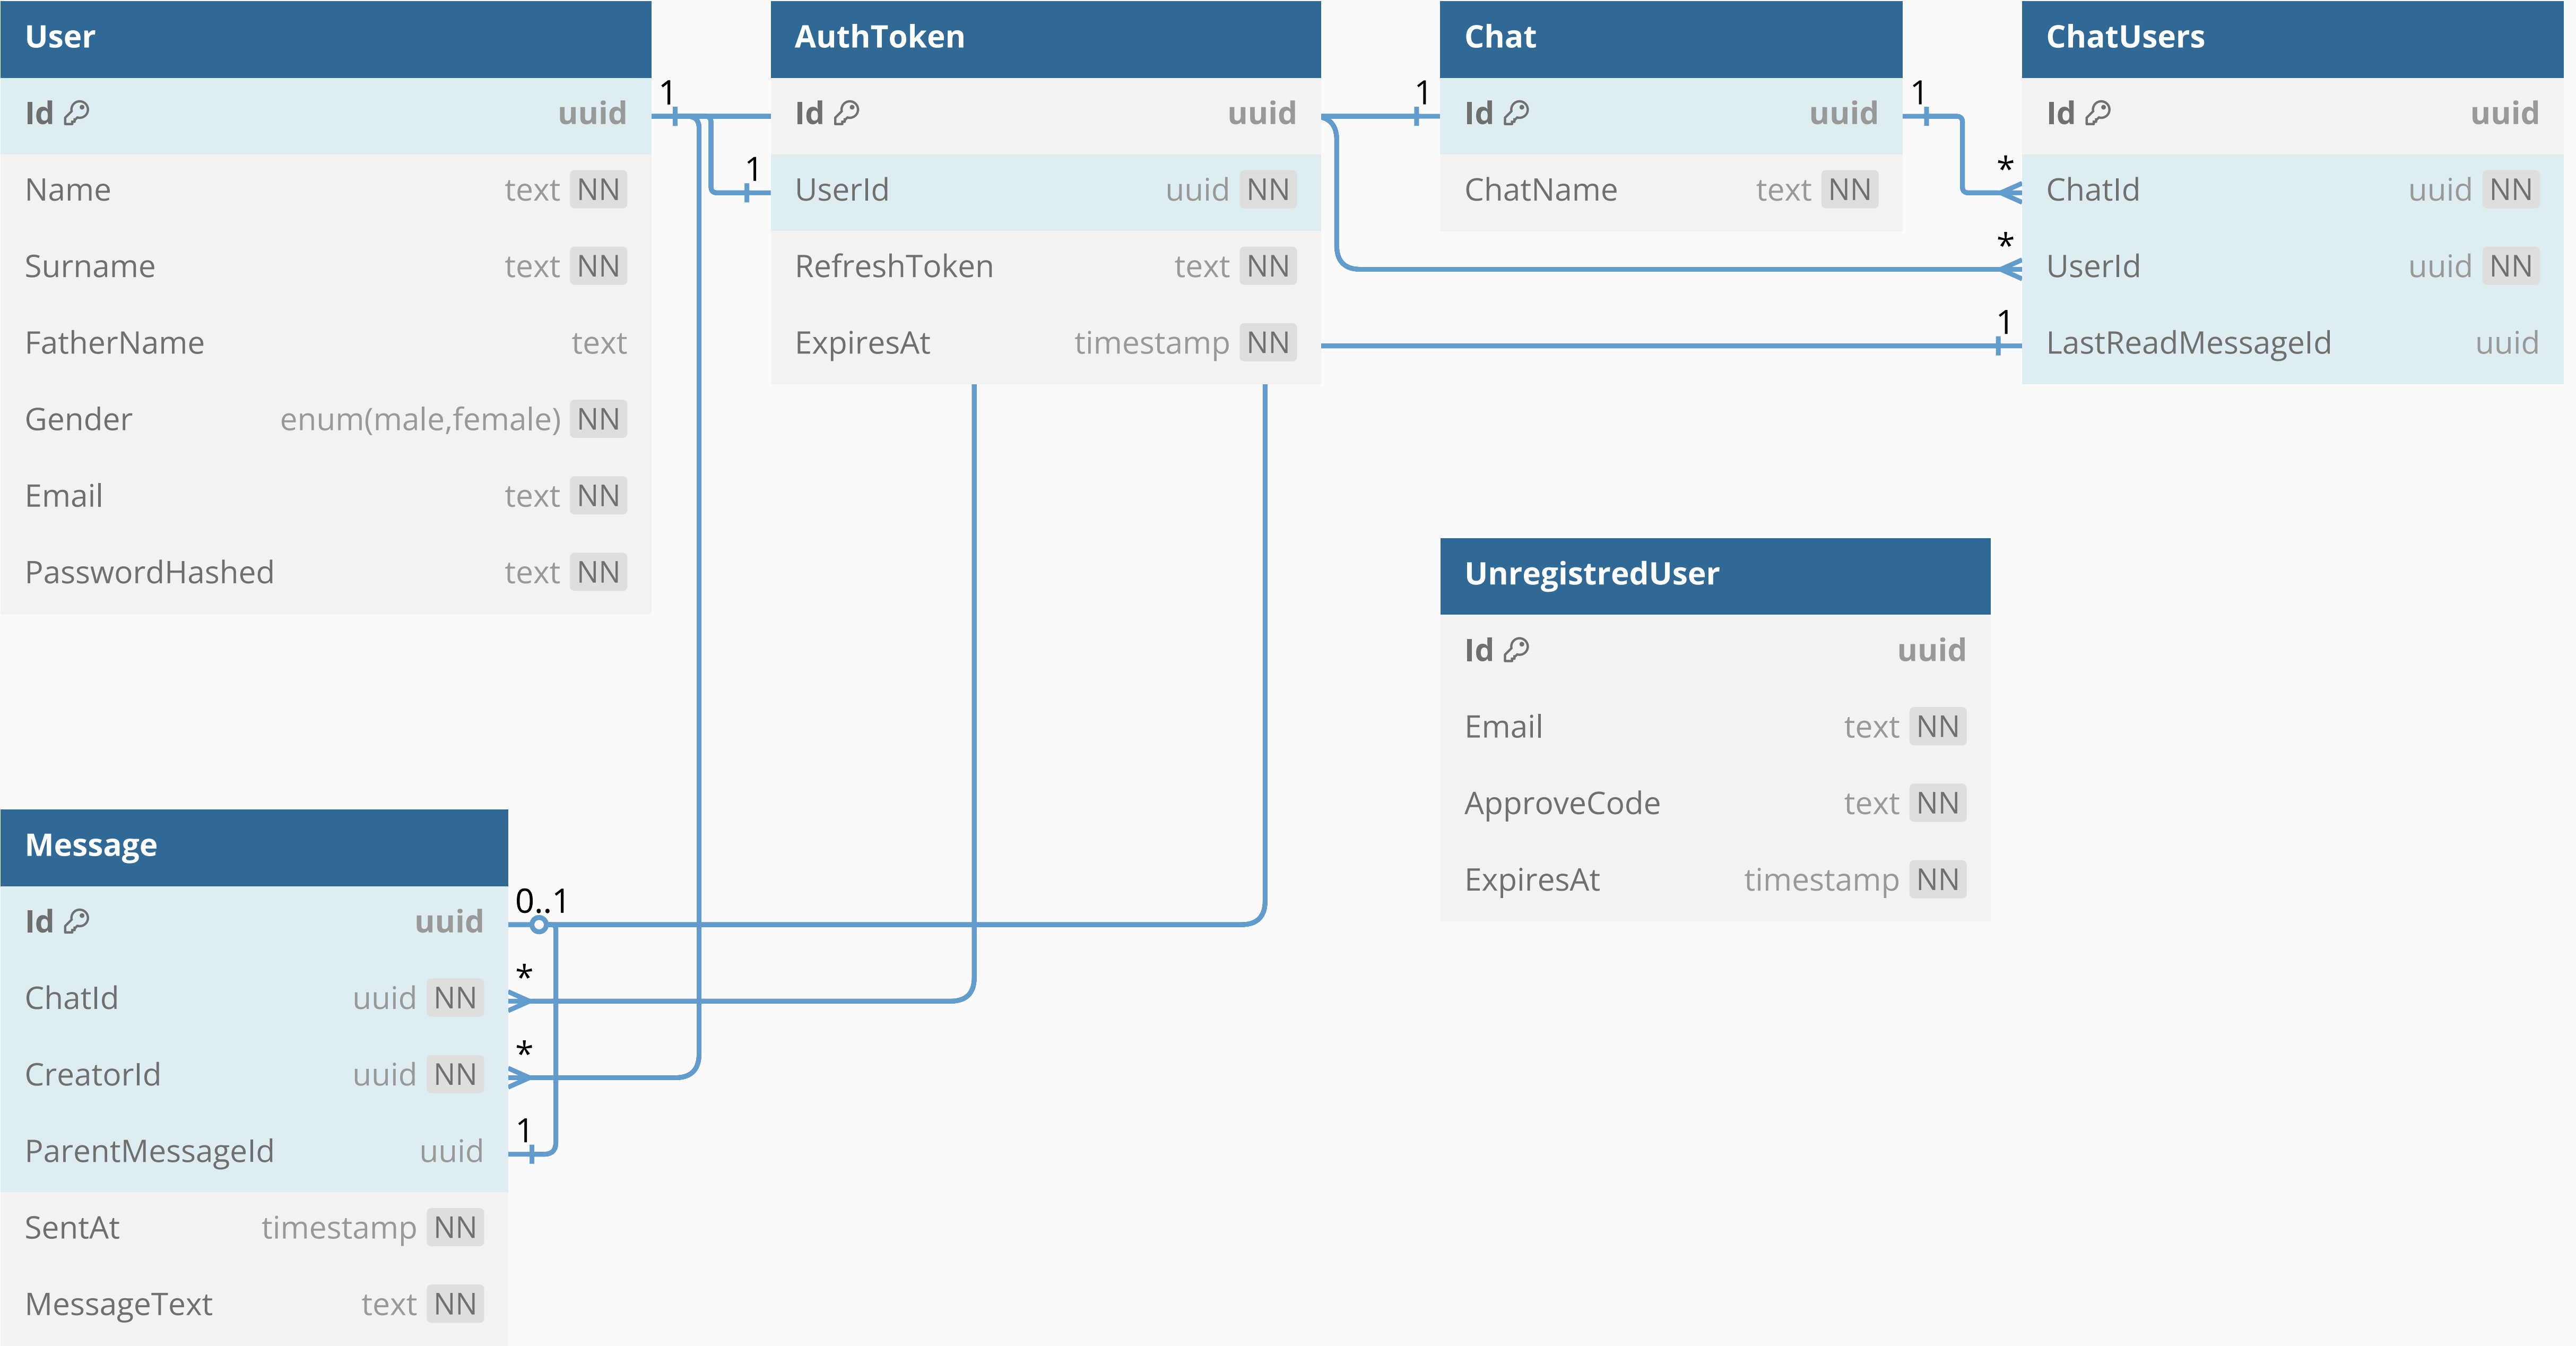 User
Id uuid
Name text NN
Surname text NN
FatherName text
Gender enum(male,female) NN
Email text NN
PasswordHashed text NN
1
1
AuthToken
Id uuid
UserId uuid NN
RefreshToken text NN
ExpiresAt timestamp NN
1
Chat
Id uuid
ChatName text NN
1
*
*
1
ChatUsers
Id uuid
ChatId uuid NN
UserId uuid NN
LastReadMessageId uuid
UnregistredUser
Id uuid
Email text NN
ApproveCode text NN
ExpiresAt timestamp NN
Message
Id uuid
ChatId uuid NN
CreatorId uuid NN
ParentMessageId uuid
SentAt timestamp NN
MessageText text NN
0..1
*
*
1